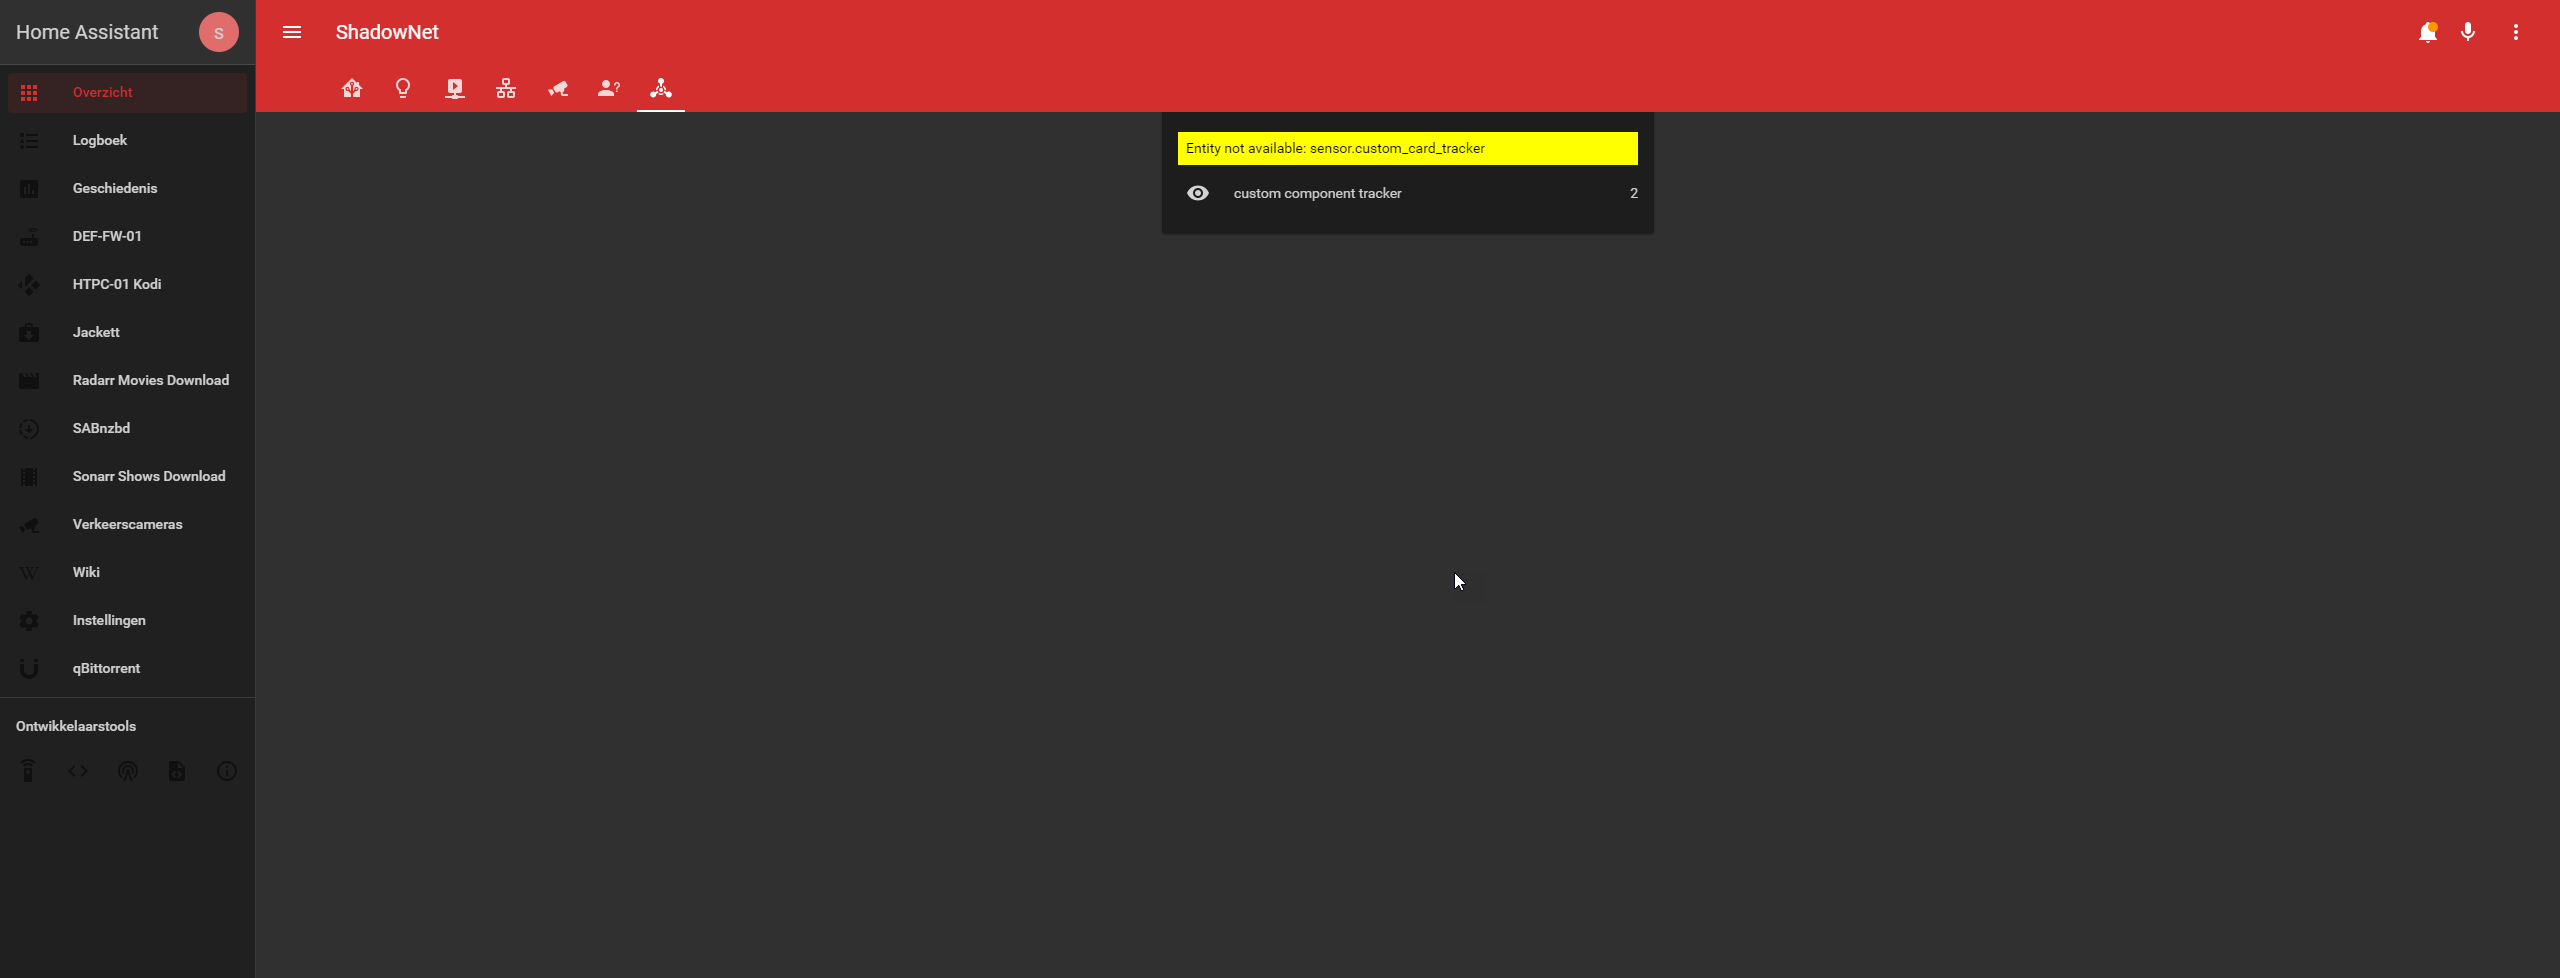 Home Assistant
S
ShadowNet
Overzicht
Logboek
Geschiedenis
DEF-FW-01
HTPC-01 Kodi
Jackett
Radarr Movies Download
SABnzbd
Sonarr Shows Download
Verkeerscameras
Wiki
Instellingen
qBittorrent
Ontwikkelaarstools
Entity not available: sensor.custom_card_tracker
custom component tracker 2